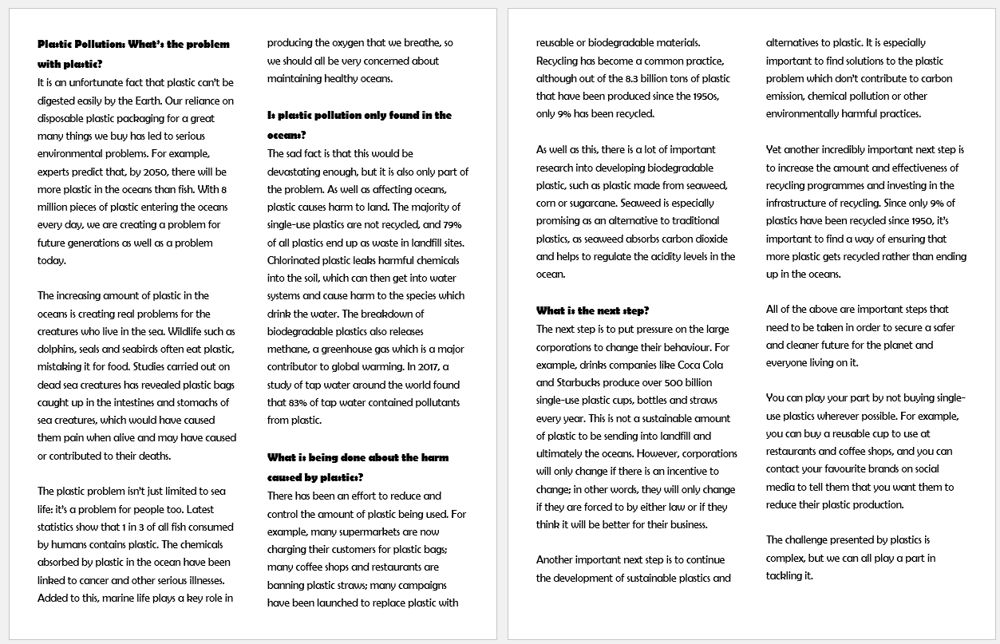 Plastic Pollution: What's the problem
with plastic?
It is an unfortunate fact that plastic can't be
digested easily by the Earth. Our reliance on
disposable plastic packaging for a great
many things we buy has led to serious
environmental problems. For example,
experts predict that, by 2050, there will be
more plastic in the oceans than fish. With 8
million pieces of plastic entering the oceans
every day, we are creating a problem for
future generations as well as a problem
today.
The increasing amount of plastic in the
oceans is creating real problems for the
creatures who live in the sea. Wildlife such as
dolphins, seals and seabirds often eat plastic,
mistaking it for food. Studies carried out on
dead sea creatures has revealed plastic bags
caught up in the intestines and stomachs of
sea creatures, which would have caused
them pain when alive and may have caused
or contributed to their deaths.
The plastic problem isn't just limited to sea
life: it's a problem for people too. Latest
statistics show that 1 in 3 of all fish consumed
by humans contains plastic. The chemicals
absorbed by plastic in the ocean have been
linked to cancer and other serious illnesses.
Added to this, marine life plays a key role in
producing the oxygen that we breathe, so
we should all be very concerned about
maintaining healthy oceans.
Is plastic pollution only found in the
oceans?
The sad fact is that this would be
devastating enough, but it is also only part of
the problem. As well as affecting oceans,
plastic causes harm to land. The majority of
single-use plastics are not recycled, and 79%
of all plastics end up as waste in landfill sites.
Chlorinated plastic leaks harmful chemicals
into the soil, which can then get into water
systems and cause harm to the species which
drink the water. The breakdown of
biodegradable plastics also releases
methane, a greenhouse gas which is a major
contributor to global warming. In 2017, a
study of tap water around the world found
that 83% of tap water contained pollutants
from plastic.
What is being done about the harm
caused by plastics?
There has been an effort to reduce and
control the amount of plastic being used. For
example, many supermarkets are now
charging their customers for plastic bags;
many coffee shops and restaurants are
banning plastic straws; many campaigns
have been launched to replace plastic with
reusable or biodegradable materials.
Recycling has become a common practice,
although out of the 8.3 billion tons of plastic
that have been produced since the 1950s,
only 9% has been recycled.
As well as this, there is a lot of important
research into developing biodegradable
plastic, such as plastic made from seaweed,
corn or sugarcane. Seaweed is especially
promising as an alternative to traditional
plastics, as seaweed absorbs carbon dioxide
and helps to regulate the acidity levels in the
ocean.
What is the next step?
The next step is to put pressure on the large
corporations to change their behaviour. For
example, drinks companies like Coca Cola
and Starbucks produce over 500 billion
single-use plastic cups, bottles and straws
every year. This is not a sustainable amount
of plastic to be sending into landfill and
ultimately the oceans. However, corporations
will only change if there is an incentive to
change; in other words, they will only change
if they are forced to by either law or if they
think it will be better for their business.
Another important next step is to continue
the development of sustainable plastics and
alternatives to plastic. It is especially
important to find solutions to the plastic
problem which don't contribute to carbon
emission, chemical pollution or other
environmentally harmful practices.
Yet another incredibly important next step is
to increase the amount and effectiveness of
recycling programmes and investing in the
infrastructure of recycling. Since only 9% of
plastics have been recycled since 1950, it's
important to find a way of ensuring that
more plastic gets recycled rather than ending
up in the oceans.
All of the above are important steps that
need to be taken in order to secure a safer
and cleaner future for the planet and
everyone living on it.
You can play your part by not buying single-
use plastics wherever possible. For example,
you can buy a reusable cup to use at
restaurants and coffee shops, and you can
contact your favourite brands on social
media to tell them that you want them to
reduce their plastic production.
The challenge presented by plastics is
complex, but we can all play a part in
tackling it.